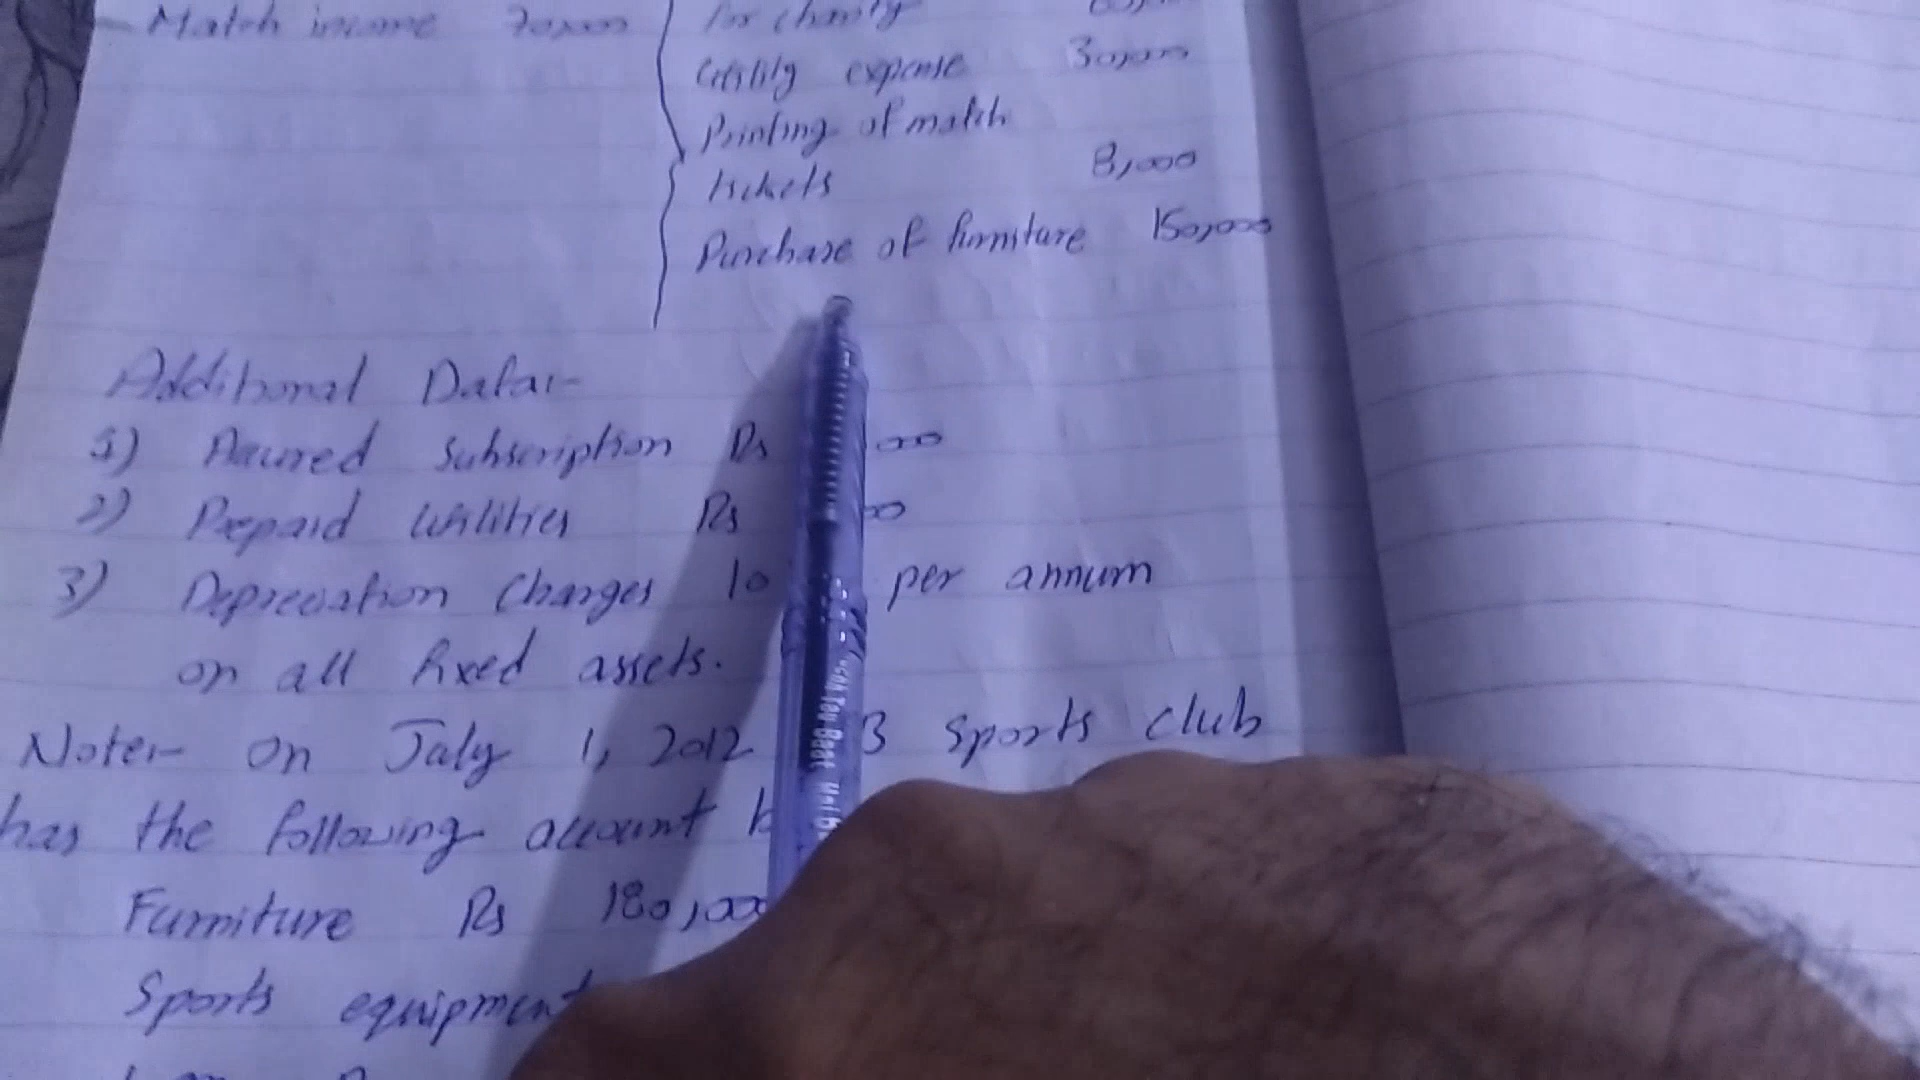 Match income 70,000
for charity
Utility expense 30,000
Printing of match
tickets 8,000
Purchase of furniture 150,000
Additional Data:-
1) Accured subscription Rs
2) Prepaid utilities Rs
3) Depreciation Charges 10 per annum
on all fixed assets.
Note:- On July 1, 2012 B Sports club
has the following account
Furniture Rs 180,000
Sports equipment